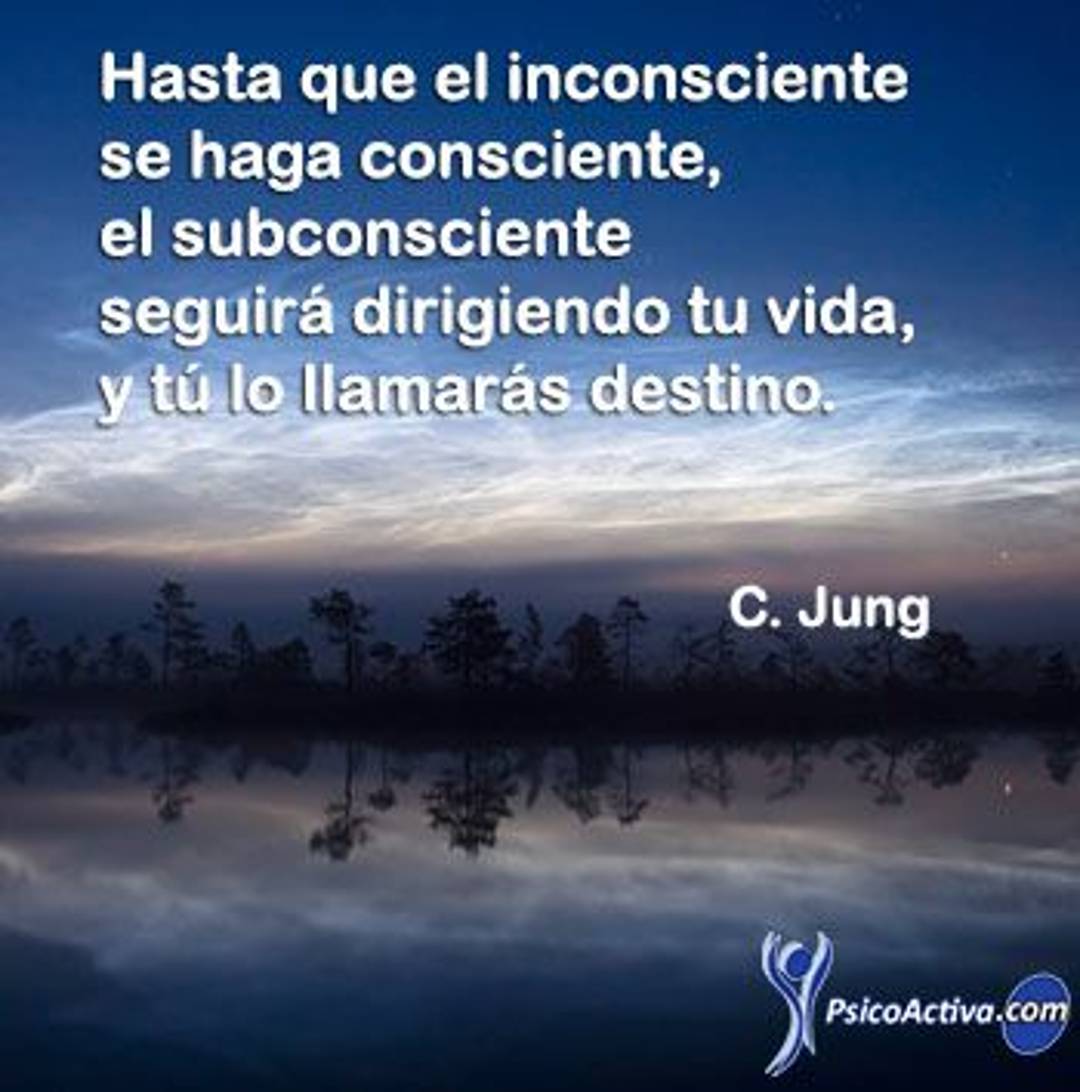 Hasta que el inconsciente
se haga consciente,
el subconsciente
seguirá dirigiendo tu vida,
y tú lo llamarás destino.
C. Jung
PsicoActiva.com